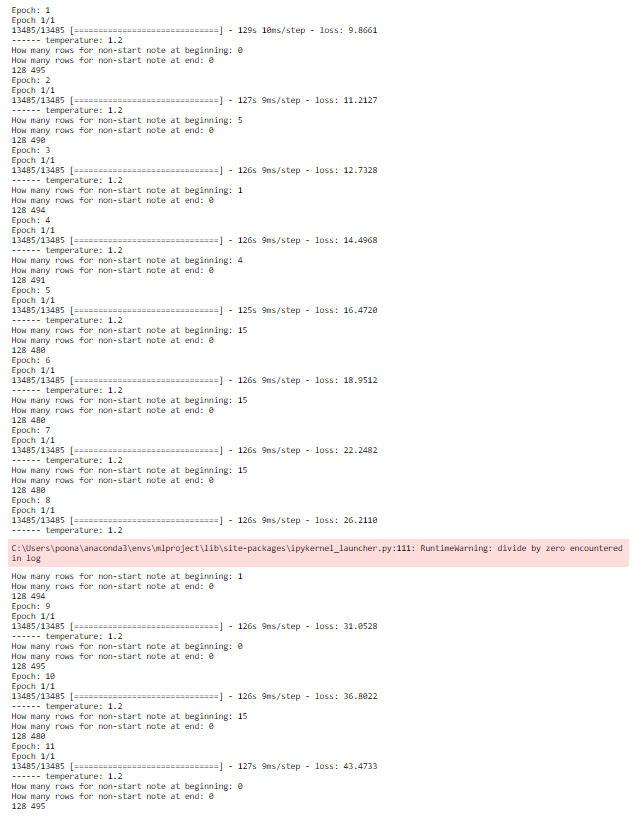 Epoch: 1
Epoch 1/1
13485/13485 [==============================] - 129s 10ms/step - loss: 9.8661
------ temperature: 1.2
How many rows for non-start note at beginning: 0
How many rows for non-start note at end: 0
128 495
Epoch: 2
Epoch 1/1
13485/13485 [==============================] - 127s 9ms/step - loss: 11.2127
------ temperature: 1.2
How many rows for non-start note at beginning: 5
How many rows for non-start note at end: 0
128 490
Epoch: 3
Epoch 1/1
13485/13485 [==============================] - 126s 9ms/step - loss: 12.7328
------ temperature: 1.2
How many rows for non-start note at beginning: 1
How many rows for non-start note at end: 0
128 494
Epoch: 4
Epoch 1/1
13485/13485 [==============================] - 126s 9ms/step - loss: 14.4968
------ temperature: 1.2
How many rows for non-start note at beginning: 4
How many rows for non-start note at end: 0
128 491
Epoch: 5
Epoch 1/1
13485/13485 [==============================] - 125s 9ms/step - loss: 16.4720
------ temperature: 1.2
How many rows for non-start note at beginning: 15
How many rows for non-start note at end: 0
128 480
Epoch: 6
Epoch 1/1
13485/13485 [==============================] - 126s 9ms/step - loss: 18.9512
------ temperature: 1.2
How many rows for non-start note at beginning: 15
How many rows for non-start note at end: 0
128 480
Epoch: 7
Epoch 1/1
13485/13485 [==============================] - 126s 9ms/step - loss: 22.2482
------ temperature: 1.2
How many rows for non-start note at beginning: 15
How many rows for non-start note at end: 0
128 480
Epoch: 8
Epoch 1/1
13485/13485 [==============================] - 126s 9ms/step - loss: 26.2110
------ temperature: 1.2
C:\Users\poona\anaconda3\envs\mlproject\lib\site-packages\ipykernel_launcher.py:111: RuntimeWarning: divide by zero encountered
in log
How many rows for non-start note at beginning: 1
How many rows for non-start note at end: 0
128 494
Epoch: 9
Epoch 1/1
13485/13485 [==============================] - 126s 9ms/step - loss: 31.0528
------ temperature: 1.2
How many rows for non-start note at beginning: 0
How many rows for non-start note at end: 0
128 495
Epoch: 10
Epoch 1/1
13485/13485 [==============================] - 126s 9ms/step - loss: 36.8022
------ temperature: 1.2
How many rows for non-start note at beginning: 15
How many rows for non-start note at end: 0
128 480
Epoch: 11
Epoch 1/1
13485/13485 [==============================] - 127s 9ms/step - loss: 43.4733
------ temperature: 1.2
How many rows for non-start note at beginning: 0
How many rows for non-start note at end: 0
128 495